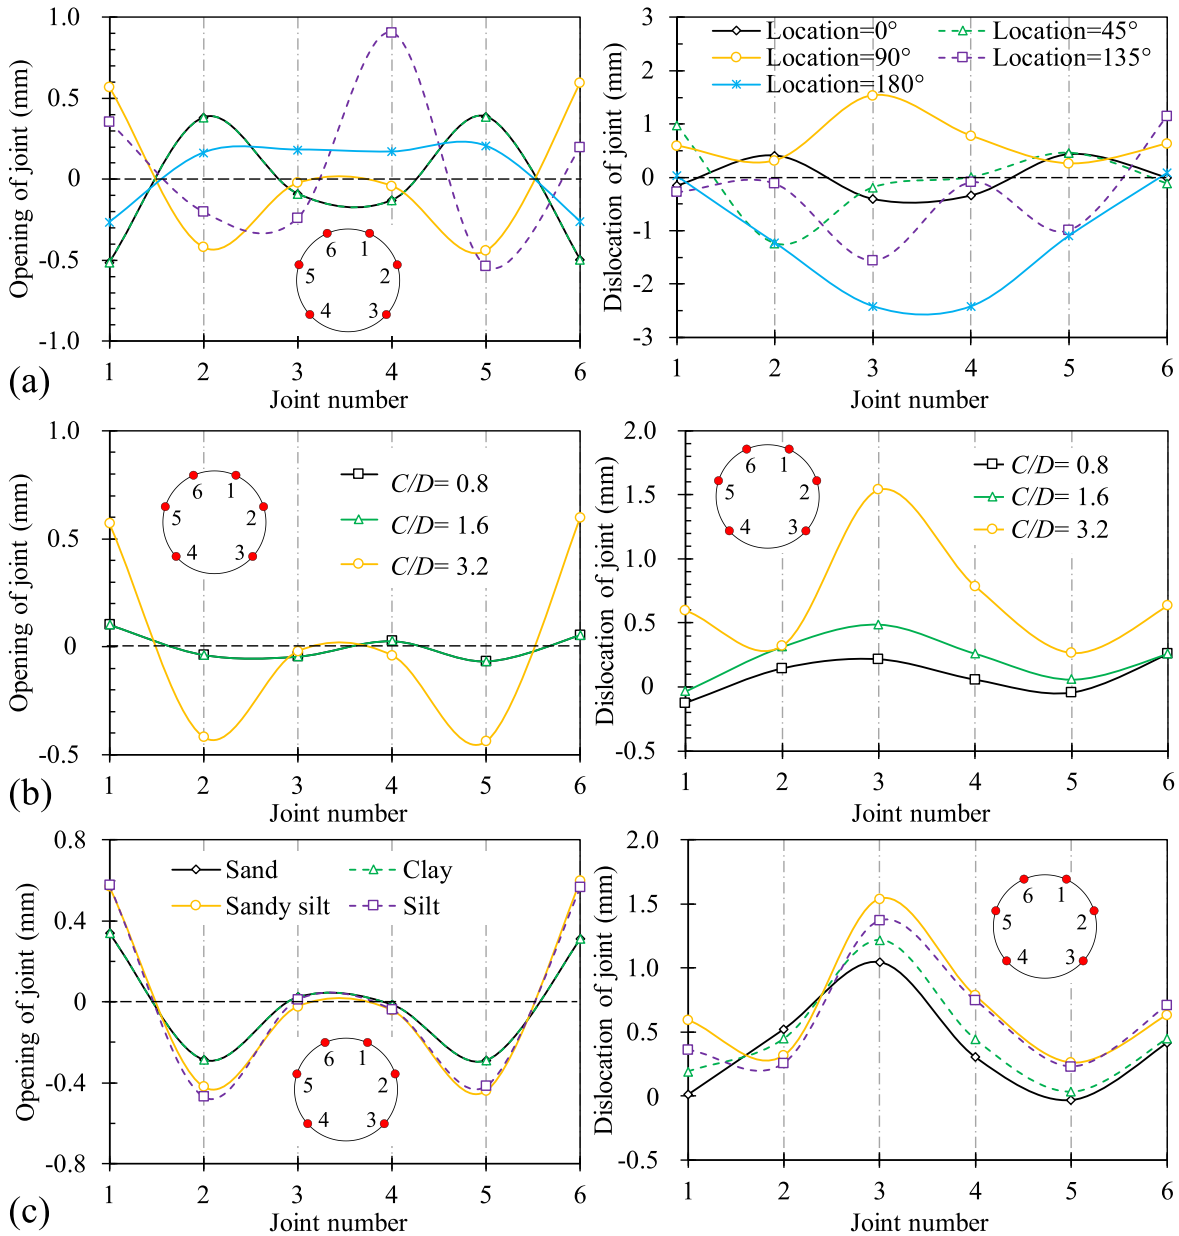 1.0
0.5
0
-0.5
-1.0
Opening of joint (mm)
6 1
5 2
4 3
1 2 3 4 5 6
Joint number
(a)
3
2
1
0
-1
-2
-3
Dislocation of joint (mm)
Location=0° Location=45°
Location=90° Location=135°
Location=180°
1 2 3 4 5 6
Joint number
1.0
0.5
0
-0.5
Opening of joint (mm)
6 1
5 2
4 3
C/D= 0.8
C/D= 1.6
C/D= 3.2
1 2 3 4 5 6
Joint number
(b)
2.0
1.5
1.0
0.5
0
-0.5
Dislocation of joint (mm)
6 1
5 2
4 3
C/D= 0.8
C/D= 1.6
C/D= 3.2
1 2 3 4 5 6
Joint number
0.8
0.4
0
-0.4
-0.8
Opening of joint (mm)
Sand Clay
Sandy silt Silt
6 1
5 2
4 3
1 2 3 4 5 6
Joint number
(c)
2.0
1.5
1.0
0.5
0
-0.5
Dislocation of joint (mm)
6 1
5 2
4 3
1 2 3 4 5 6
Joint number